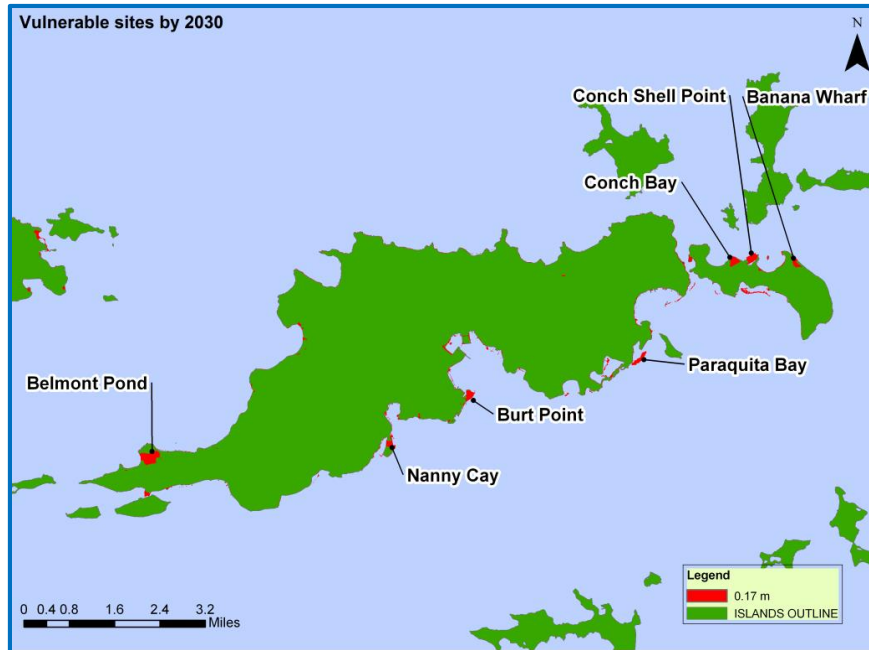 Vulnerable sites by 2030
N
Conch Shell Point
Banana Wharf
Conch Bay
Belmont Pond
Paraquita Bay
Burt Point
Nanny Cay
Legend
0.17 m
ISLANDS OUTLINE
0 0.4 0.8 1.6 2.4 3.2
Miles